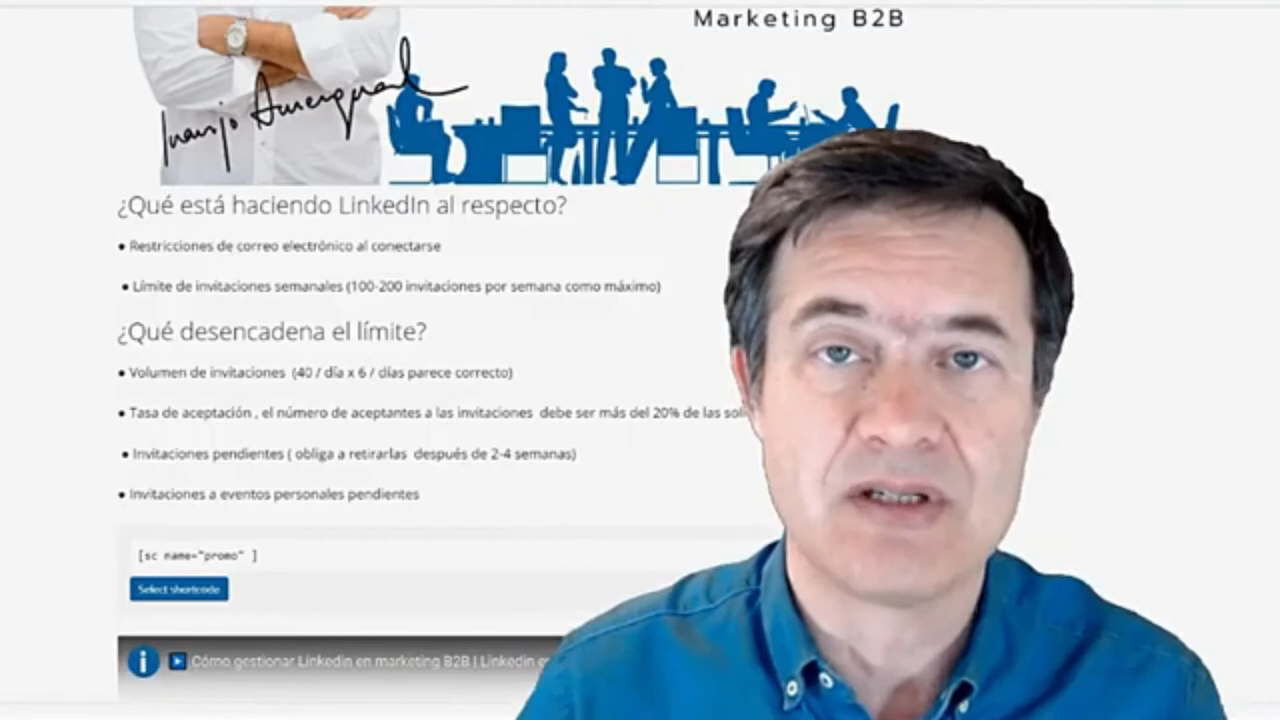 Marketing B2B
Juanjo Amengual
¿Qué está haciendo LinkedIn al respecto?
● Restricciones de correo electrónico al conectarse
● Límite de invitaciones semanales (100-200 invitaciones por semana como máximo)
¿Qué desencadena el límite?
● Volumen de invitaciones (40 / día x 6 / días parece correcto)
● Tasa de aceptación , el número de aceptantes a las invitaciones debe ser más del 20% de las
● Invitaciones pendientes ( obliga a retirarlas después de 2-4 semanas)
● Invitaciones a eventos personales pendientes
[sc name="promo" ]
Select shortcode
Cómo gestionar Linkedin en marketing B2B | Linkedin